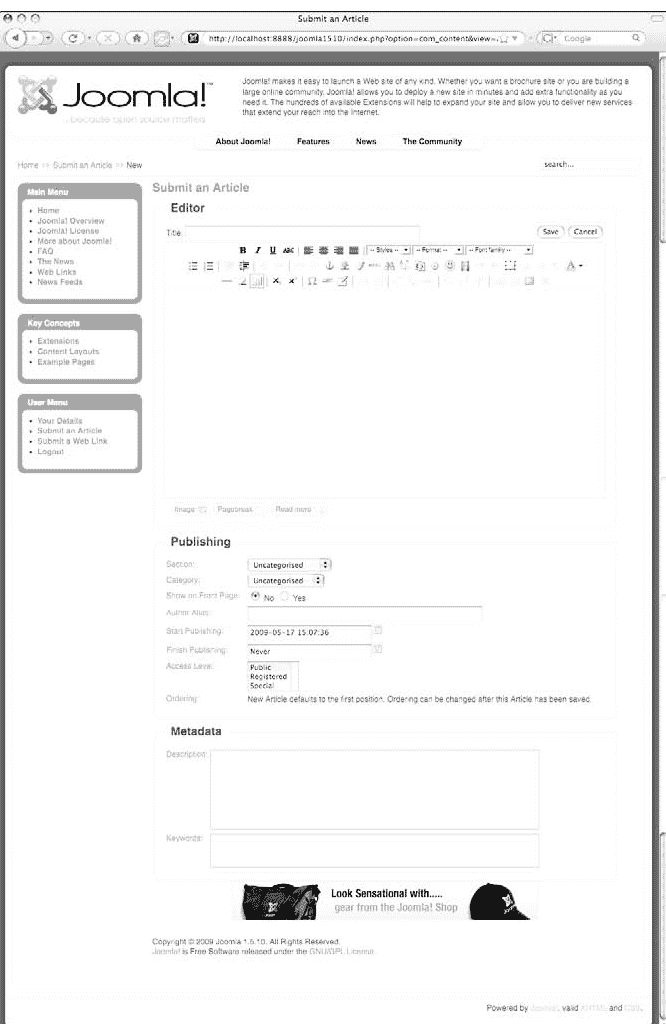 Submit an Article
http://localhost:8888/joomla1510/index.php?option=com_content&view=
Google
Joomla!™
...because open source matters
Joomla! makes it easy to launch a Web site of any kind. Whether you want a brochure site or you are building a
large online community, Joomla! allows you to deploy a new site in minutes and add extra functionality as you
need it. The hundreds of available Extensions will help to expand your site and allow you to deliver new services
that extend your reach into the Internet.
About Joomla! Features News The Community
Home >> Submit an Article >> New
search...
Main Menu
Home
Joomla! Overview
Joomla! License
More about Joomla!
FAQ
The News
Web Links
News Feeds
Key Concepts
Extensions
Content Layouts
Example Pages
User Menu
Your Details
Submit an Article
Submit a Web Link
Logout
Submit an Article
Editor
Title:
Save Cancel
B I U ABC -- Styles -- -- Format -- -- Font family --
Image Pagebreak Read more
Publishing
Section: Uncategorised
Category: Uncategorised
Show on Front Page: No Yes
Author Alias:
Start Publishing: 2009-05-17 15:07:36
Finish Publishing: Never
Access Level: Public
Registered
Special
Ordering: New Article defaults to the first position. Ordering can be changed after this Article has been saved.
Metadata
Description:
Keywords:
Look Sensational with.....
gear from the Joomla! Shop
Copyright © 2009 Joomla 1.5.10. All Rights Reserved.
Joomla! is Free Software released under the GNU/GPL License.
Powered by Joomla!. valid XHTML and CSS.